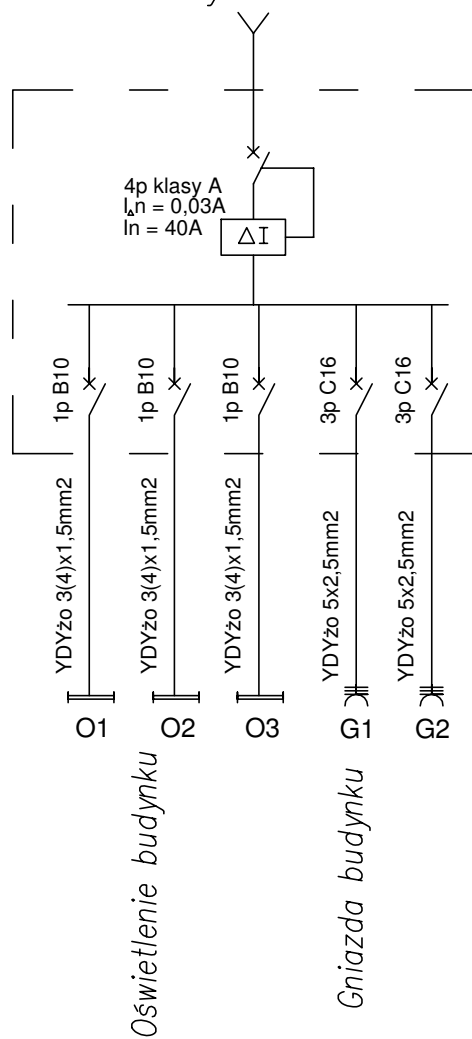 4p klasy A
IΔn = 0,03A
In = 40A
ΔI
1p B10
1p B10
1p B10
3p C16
3p C16
YDYżo 3(4)x1,5mm2
YDYżo 3(4)x1,5mm2
YDYżo 3(4)x1,5mm2
YDYżo 5x2,5mm2
YDYżo 5x2,5mm2
O1
O2
O3
G1
G2
Oświetlenie budynku
Gniazda budynku